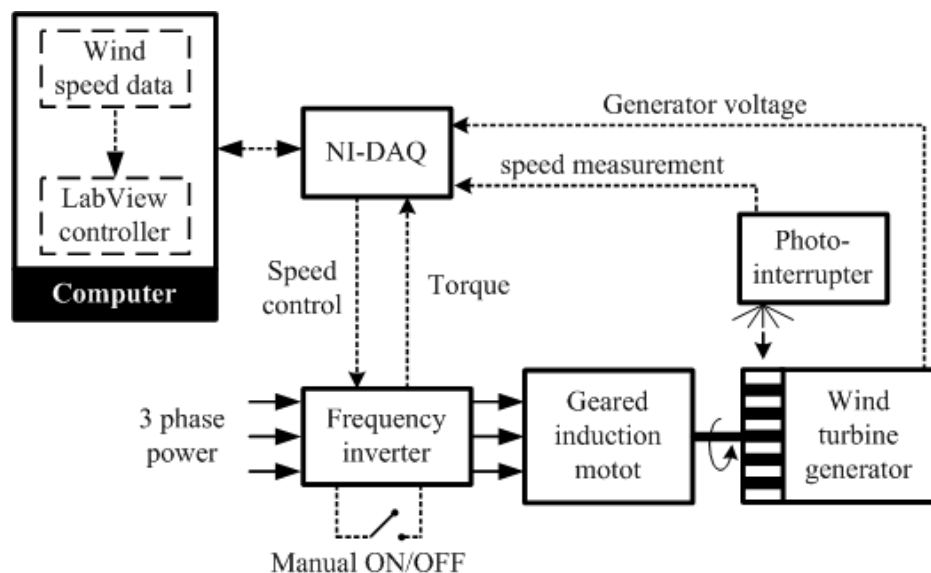 Wind
speed data
LabView
controller
Computer
NI-DAQ
Generator voltage
speed measurement
Photo-
interrupter
Speed
control
Torque
3 phase
power
Frequency
inverter
Geared
induction
motot
Wind
turbine
generator
Manual ON/OFF